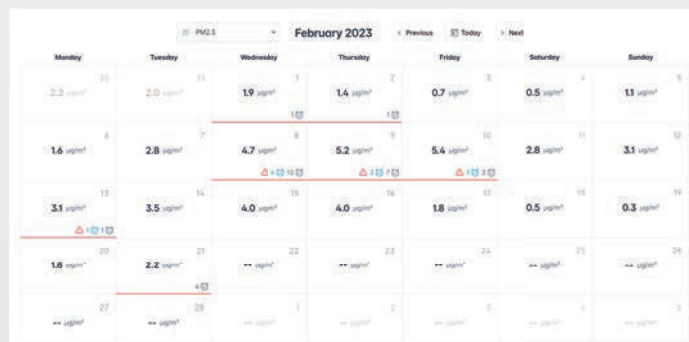 PM2.5 February 2023 Previous Today Next
Monday Tuesday Wednesday Thursday Friday Saturday Sunday
30 31 1 2 3 4 5
2.2 µg/m³ 2.0 µg/m³ 1.9 µg/m³ 1.4 µg/m³ 0.7 µg/m³ 0.5 µg/m³ 1.1 µg/m³
1 1
6 7 8 9 10 11 12
1.6 µg/m³ 2.8 µg/m³ 4.7 µg/m³ 5.2 µg/m³ 5.4 µg/m³ 2.8 µg/m³ 3.1 µg/m³
12 2 7 2
13 14 15 16 17 18 19
3.1 µg/m³ 3.5 µg/m³ 4.0 µg/m³ 4.0 µg/m³ 1.8 µg/m³ 0.5 µg/m³ 0.3 µg/m³
1
20 21 22 23 24 25 26
1.6 µg/m³ 2.2 µg/m³ -- µg/m³ -- µg/m³ -- µg/m³ -- µg/m³ -- µg/m³
27 28 1 2 3 4 5
-- µg/m³ -- µg/m³ -- µg/m³ -- µg/m³ -- µg/m³ -- µg/m³ -- µg/m³